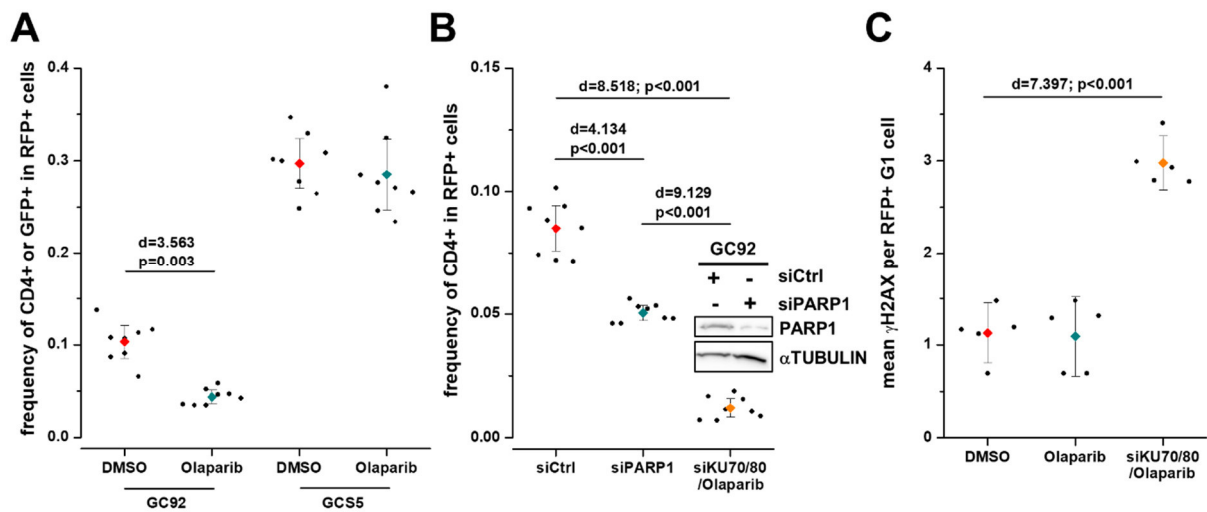 A
frequency of CD4+ or GFP+ in RFP+ cells
0.4
0.3
0.2
0.1
0.0
d=3.563
p=0.003
DMSO
Olaparib
DMSO
Olaparib
GC92
GCS5
B
frequency of CD4+ in RFP+ cells
0.15
0.10
0.05
0.00
d=8.518; p<0.001
d=4.134
p<0.001
d=9.129
p<0.001
GC92
+ - siCtrl
- + siPARP1
PARP1
αTUBULIN
siCtrl
siPARP1
siKU70/80
/Olaparib
C
mean γH2AX per RFP+ G1 cell
4
3
2
1
0
d=7.397; p<0.001
DMSO
Olaparib
siKU70/80
/Olaparib